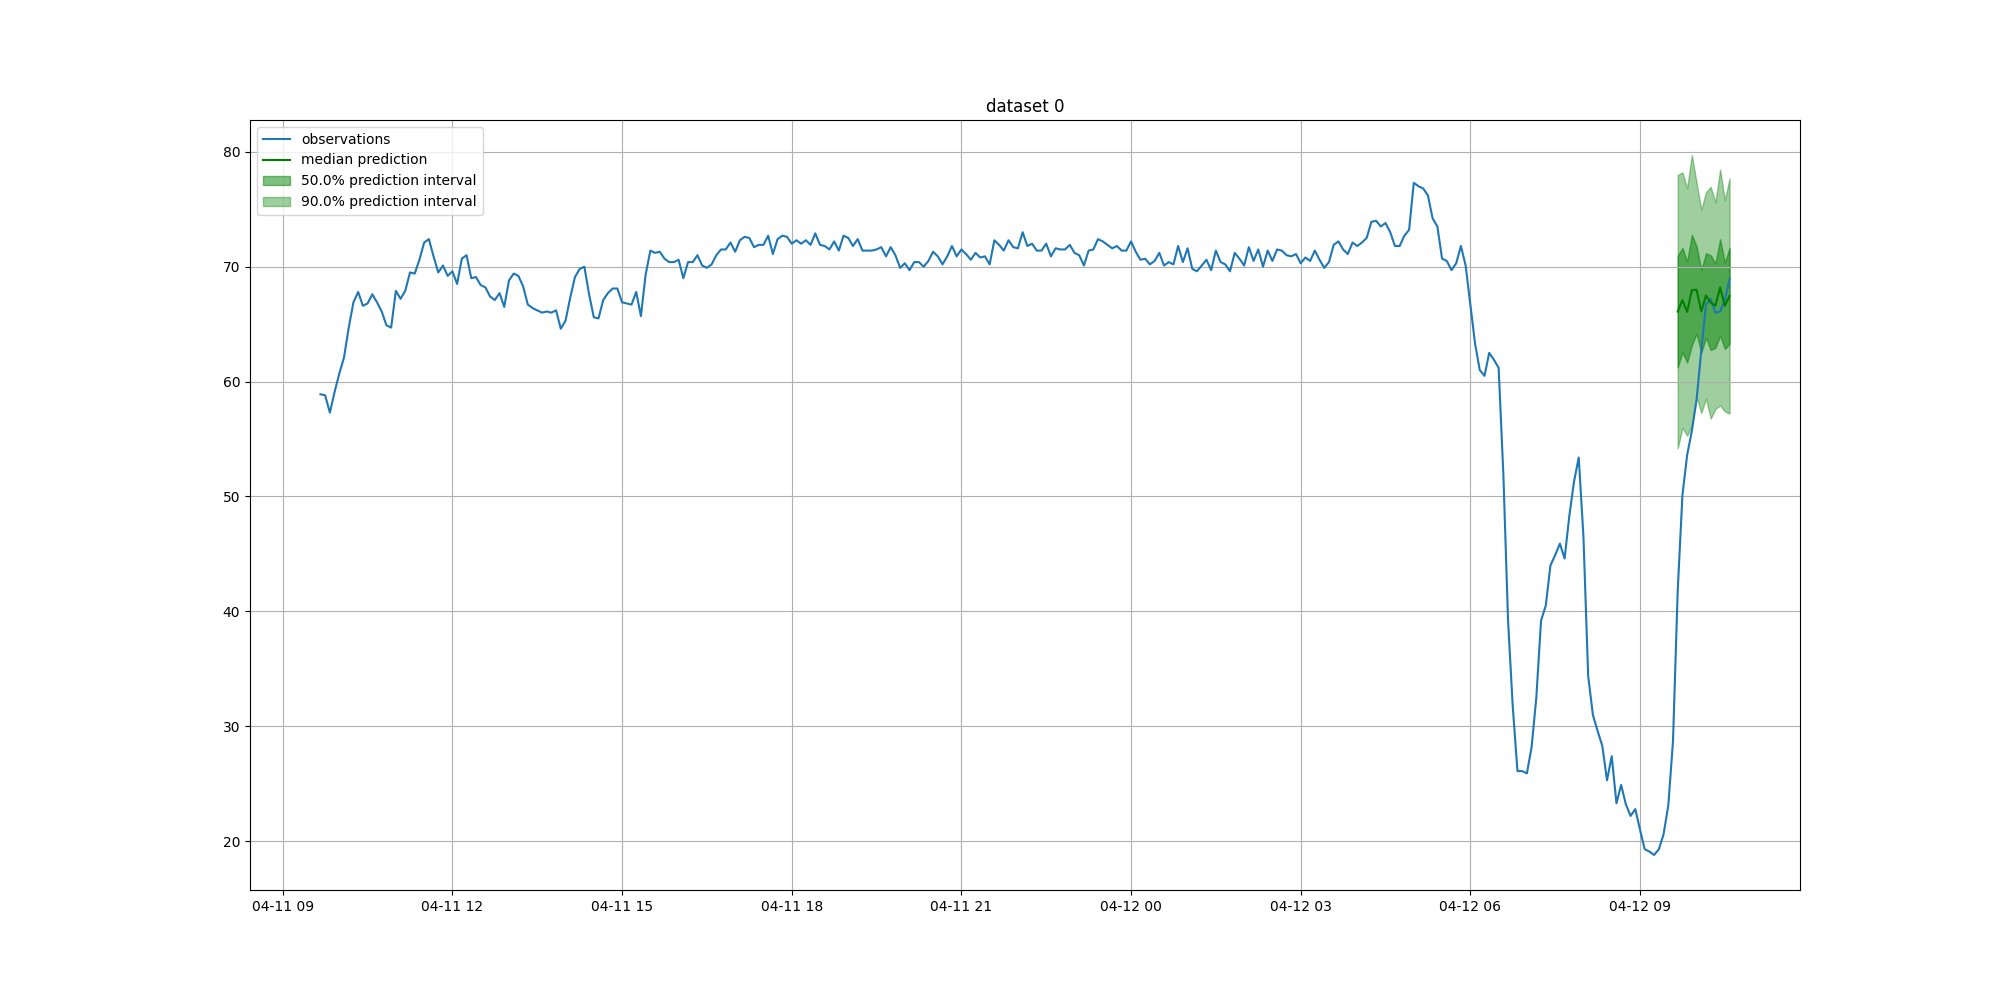 dataset 0
observations
median prediction
50.0% prediction interval
90.0% prediction interval
80
70
60
50
40
30
20
04-11 09 04-11 12 04-11 15 04-11 18 04-11 21 04-12 00 04-12 03 04-12 06 04-12 09